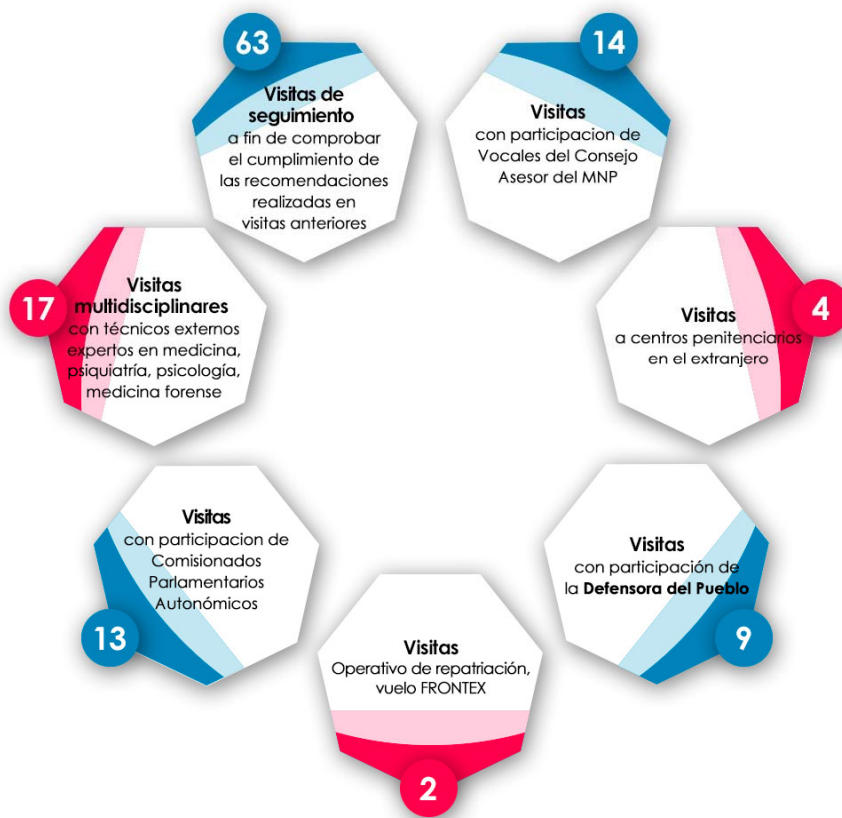 63
Visitas de
seguimiento
a fin de comprobar
el cumplimiento de
las recomendaciones
realizadas en
visitas anteriores
14
Visitas
con participacion de
Vocales del Consejo
Asesor del MNP
17
Visitas
multidisciplinares
con técnicos externos
expertos en medicina,
psiquiatría, psicología,
medicina forense
4
Visitas
a centros penitenciarios
en el extranjero
13
Visitas
con participacion de
Comisionados
Parlamentarios
Autonómicos
9
Visitas
con participación de
la Defensora del Pueblo
Visitas
Operativo de repatriación,
vuelo FRONTEX
2